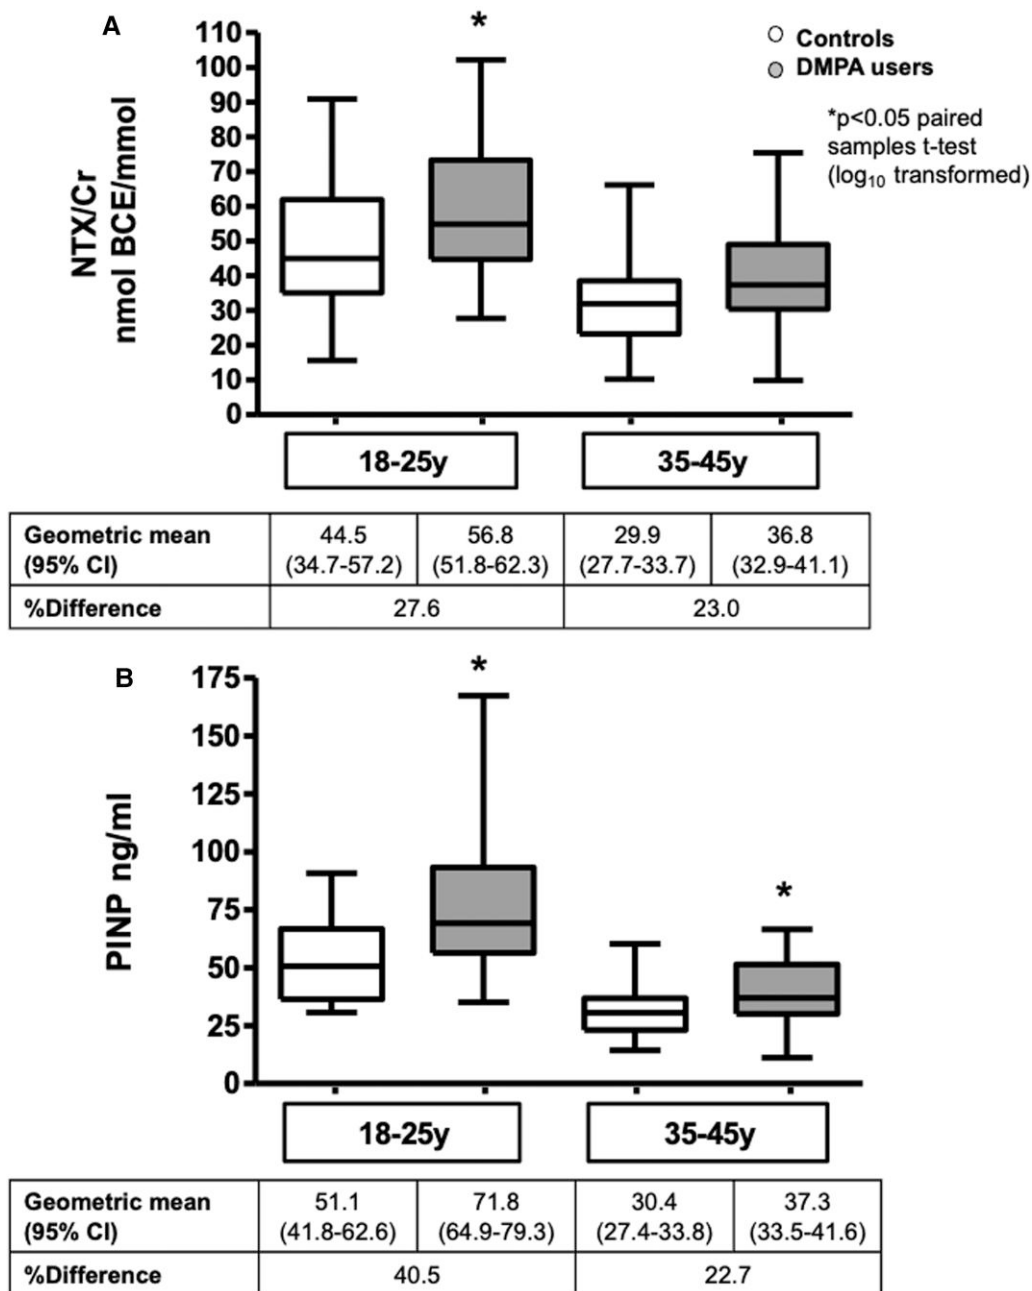 A
*
Controls
DMPA users
*p<0.05 paired
samples t-test
(log10 transformed)
NTX/Cr
nmol BCE/mmol
110
100
90
80
70
60
50
40
30
20
10
0
18-25y 35-45y
Geometric mean 44.5 56.8 29.9 36.8
(95% CI) (34.7-57.2) (51.8-62.3) (27.7-33.7) (32.9-41.1)
%Difference 27.6 23.0
B
*
*
PINP ng/ml
175
150
125
100
75
50
25
0
18-25y 35-45y
Geometric mean 51.1 71.8 30.4 37.3
(95% CI) (41.8-62.6) (64.9-79.3) (27.4-33.8) (33.5-41.6)
%Difference 40.5 22.7